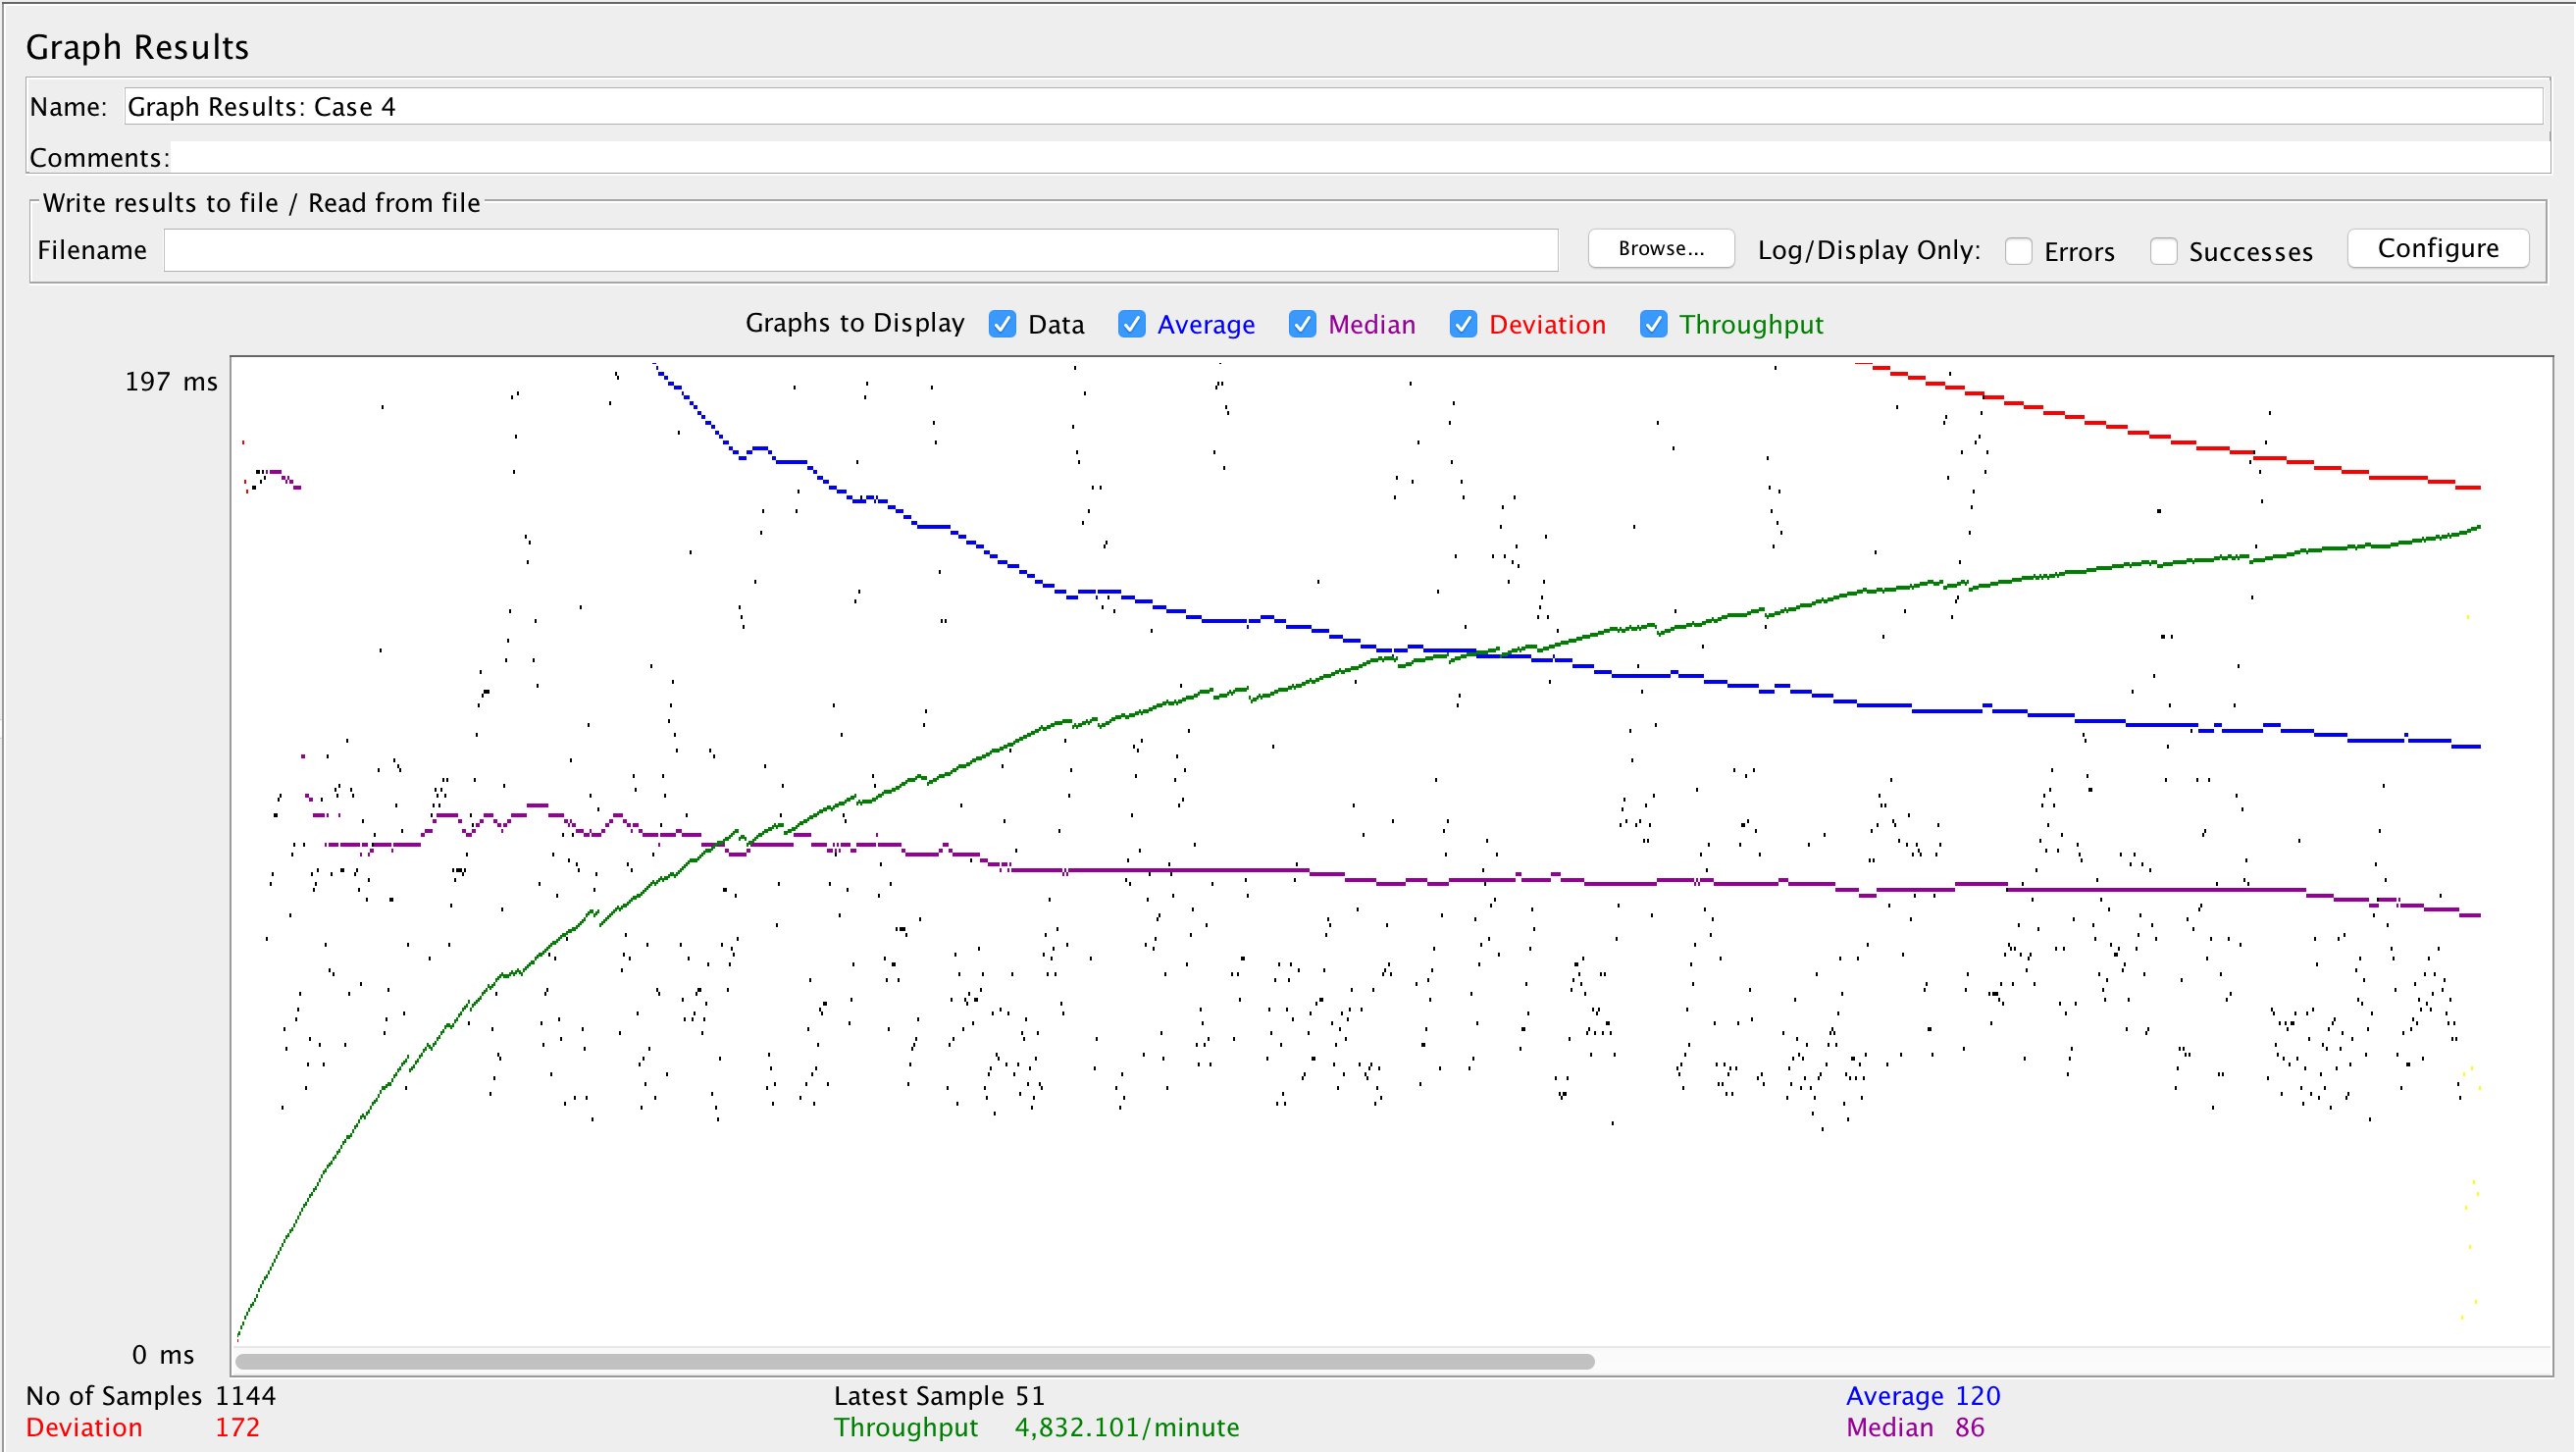 Graph Results
Name: Graph Results: Case 4
Comments:
Write results to file / Read from file
Filename Browse... Log/Display Only: Errors Successes Configure
Graphs to Display Data Average Median Deviation Throughput
197 ms
0 ms
No of Samples 1144 Latest Sample 51 Average 120
Deviation 172 Throughput 4,832.101/minute Median 86